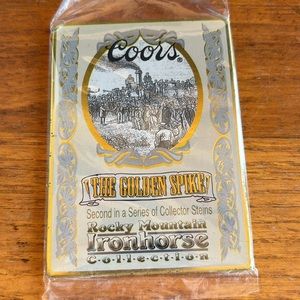 Coors®
THE GOLDEN SPIKE
Second in a Series of Collector Steins
Rocky Mountain
Ironhorse
Collection